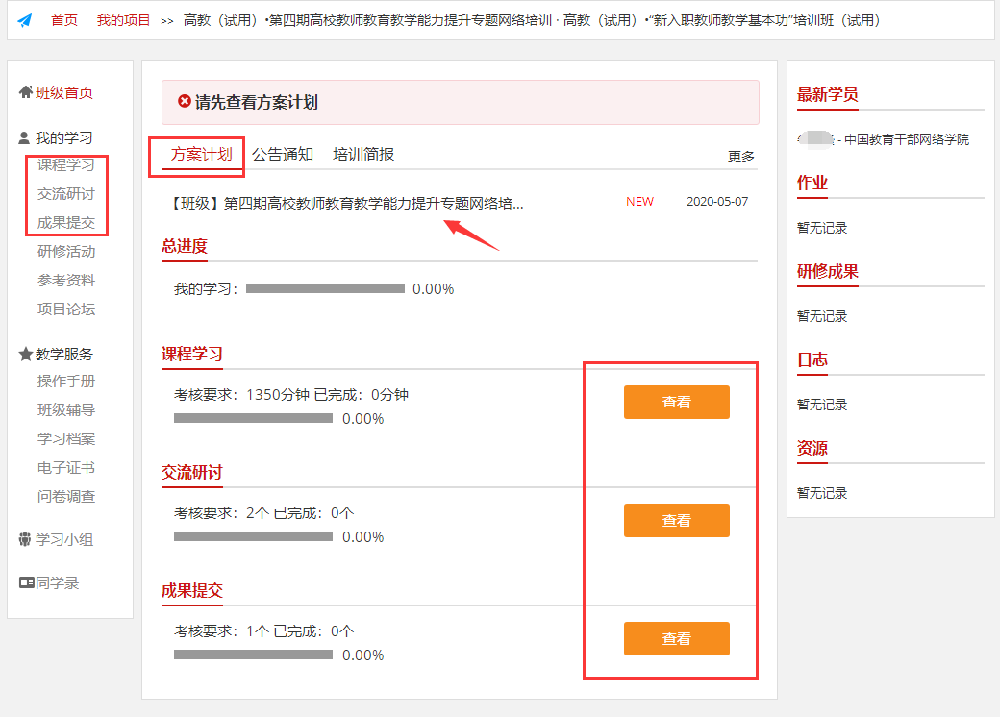 首页 我的项目 >> 高教（试用）•第四期高校教师教育教学能力提升专题网络培训 · 高教（试用）•“新入职教师教学基本功”培训班（试用）
班级首页
我的学习
课程学习
交流研讨
成果提交
研修活动
参考资料
项目论坛
教学服务
操作手册
班级辅导
学习档案
电子证书
问卷调查
学习小组
同学录
请先查看方案计划
方案计划 公告通知 培训简报 更多
【班级】第四期高校教师教育教学能力提升专题网络培... NEW 2020-05-07
总进度
我的学习： 0.00%
课程学习
考核要求：1350分钟 已完成：0分钟
0.00%
查看
交流研讨
考核要求：2个 已完成：0个
0.00%
查看
成果提交
考核要求：1个 已完成：0个
0.00%
查看
最新学员
- 中国教育干部网络学院
作业
暂无记录
研修成果
暂无记录
日志
暂无记录
资源
暂无记录